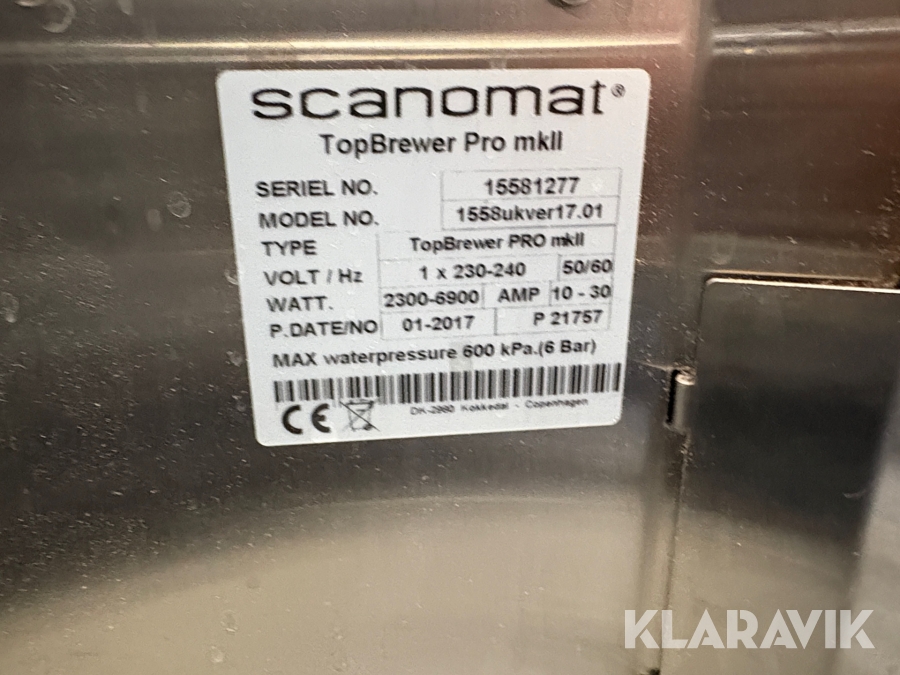 scanomat®
TopBrewer Pro mkII
SERIEL NO. 15581277
MODEL NO. 1558ukver17.01
TYPE TopBrewer PRO mkII
VOLT / Hz 1 x 230-240 50/60
WATT. 2300-6900 AMP 10 - 30
P.DATE/NO 01-2017 P 21757
MAX waterpressure 600 kPa.(6 Bar)
DK-2980 Kokkedal - Copenhagen
CE
KLARAVIK